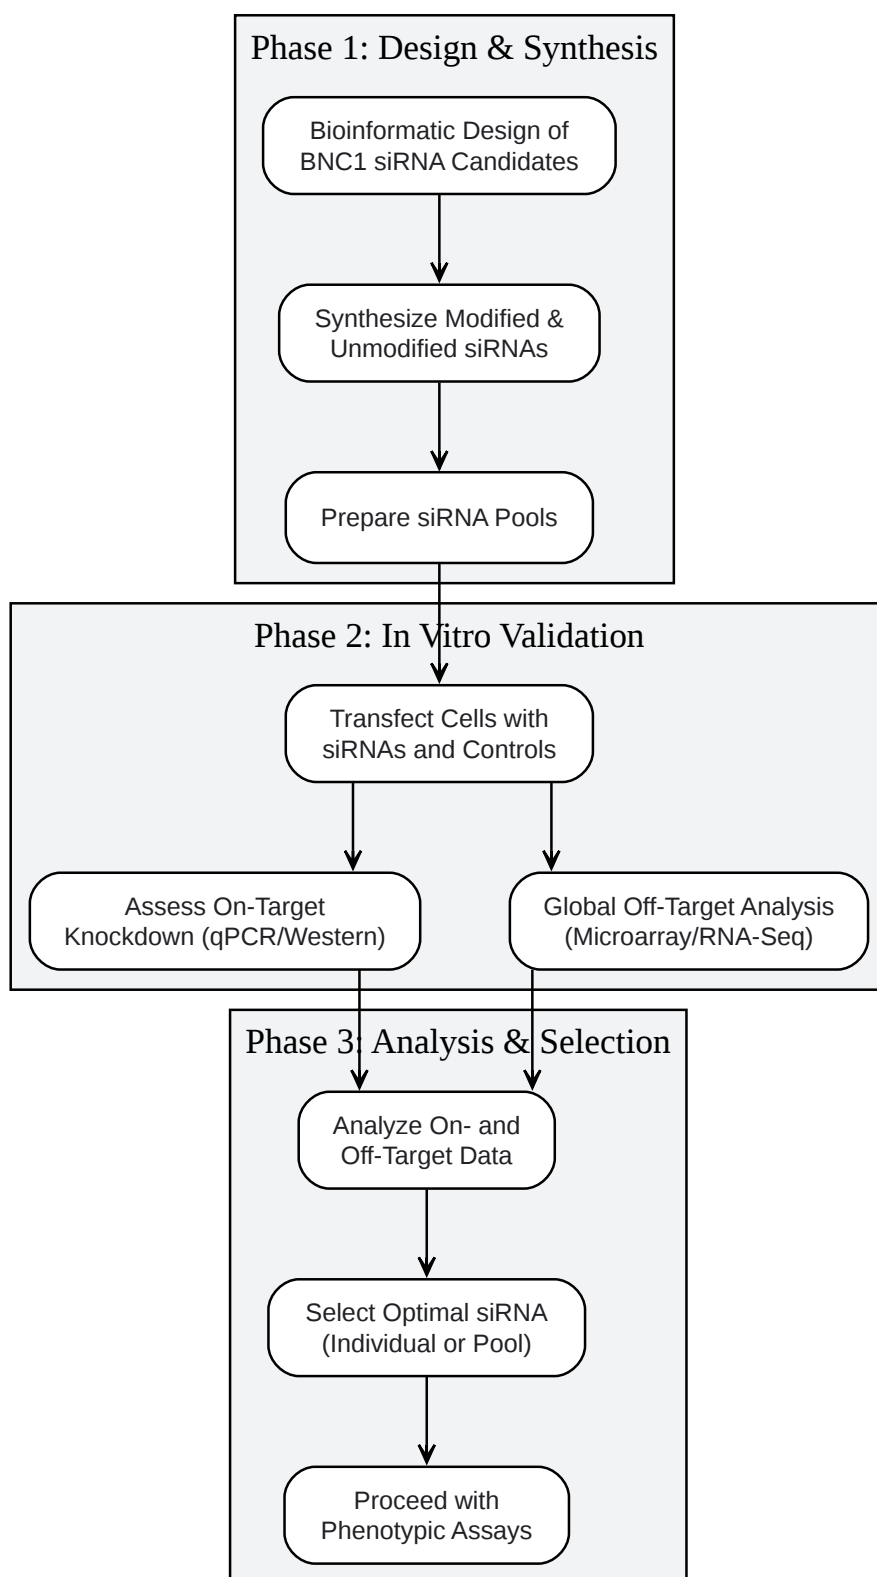 Phase 1: Design & Synthesis
Bioinformatic Design of
BNC1 siRNA Candidates
Synthesize Modified &
Unmodified siRNAs
Prepare siRNA Pools
Phase 2: In Vitro Validation
Transfect Cells with
siRNAs and Controls
Assess On-Target
Knockdown (qPCR/Western)
Global Off-Target Analysis
(Microarray/RNA-Seq)
Phase 3: Analysis & Selection
Analyze On- and
Off-Target Data
Select Optimal siRNA
(Individual or Pool)
Proceed with
Phenotypic Assays